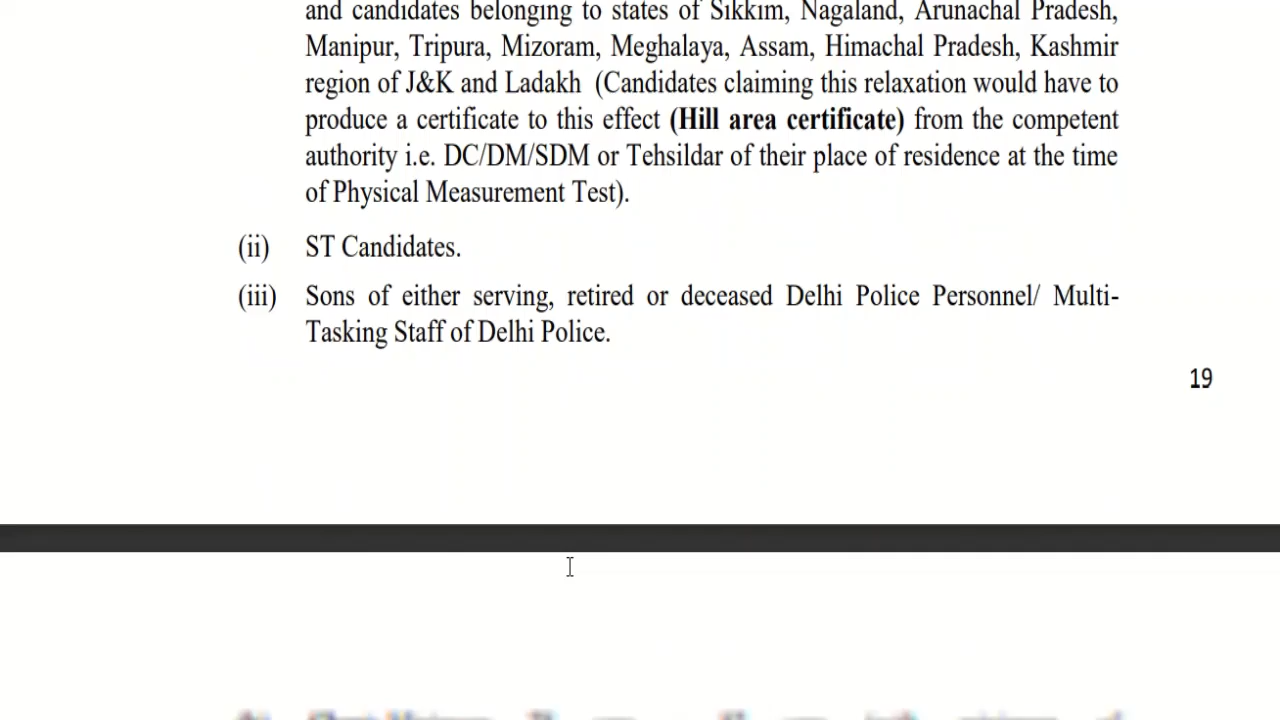 and candidates belonging to states of Sikkim, Nagaland, Arunachal Pradesh,
Manipur, Tripura, Mizoram, Meghalaya, Assam, Himachal Pradesh, Kashmir
region of J&K and Ladakh (Candidates claiming this relaxation would have to
produce a certificate to this effect (Hill area certificate) from the competent
authority i.e. DC/DM/SDM or Tehsildar of their place of residence at the time
of Physical Measurement Test).
(ii) ST Candidates.
(iii) Sons of either serving, retired or deceased Delhi Police Personnel/ Multi-
Tasking Staff of Delhi Police.
19